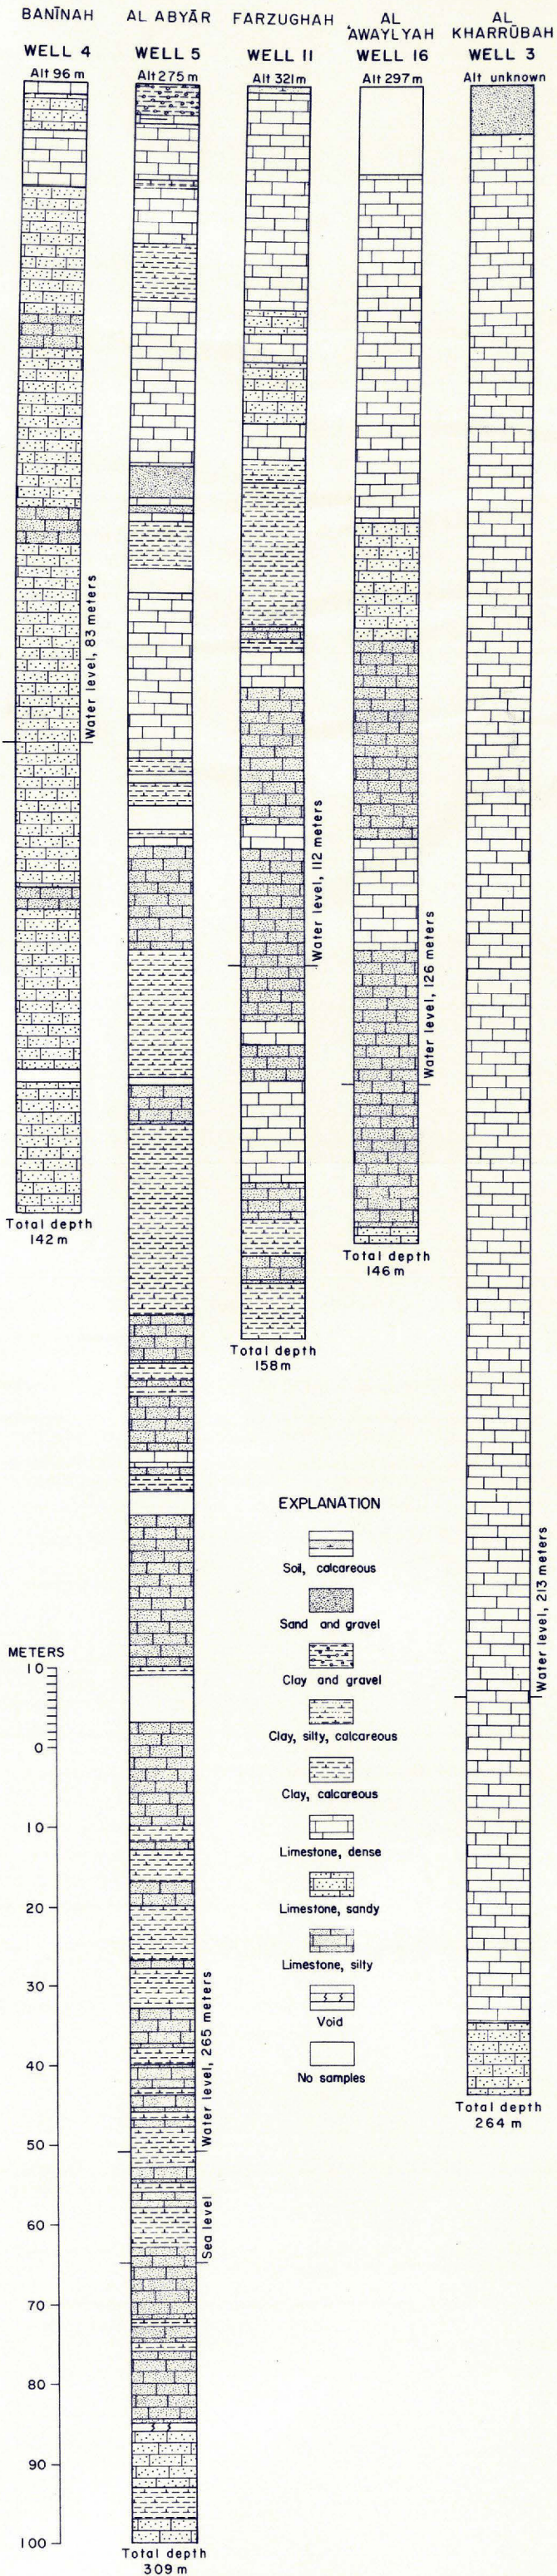 BANĪNAH
WELL 4
Alt 96 m
Water level, 83 meters
Total depth
142 m
AL ABYĀR
WELL 5
Alt 275 m
Water level, 265 meters
Sea level
Total depth
309 m
FARZUGHAH
WELL 11
Alt 321m
Water level, 112 meters
Total depth
158m
AL
'AWAYLYAH
WELL 16
Alt 297m
Water level, 126 meters
Total depth
146 m
AL
KHARRŪBAH
WELL 3
Alt unknown
Water level, 213 meters
Total depth
264 m
EXPLANATION
Soil, calcareous
Sand and gravel
Clay and gravel
Clay, silty, calcareous
Clay, calcareous
Limestone, dense
Limestone, sandy
Limestone, silty
Void
No samples
METERS
10
0
10
20
30
40
50
60
70
80
90
100